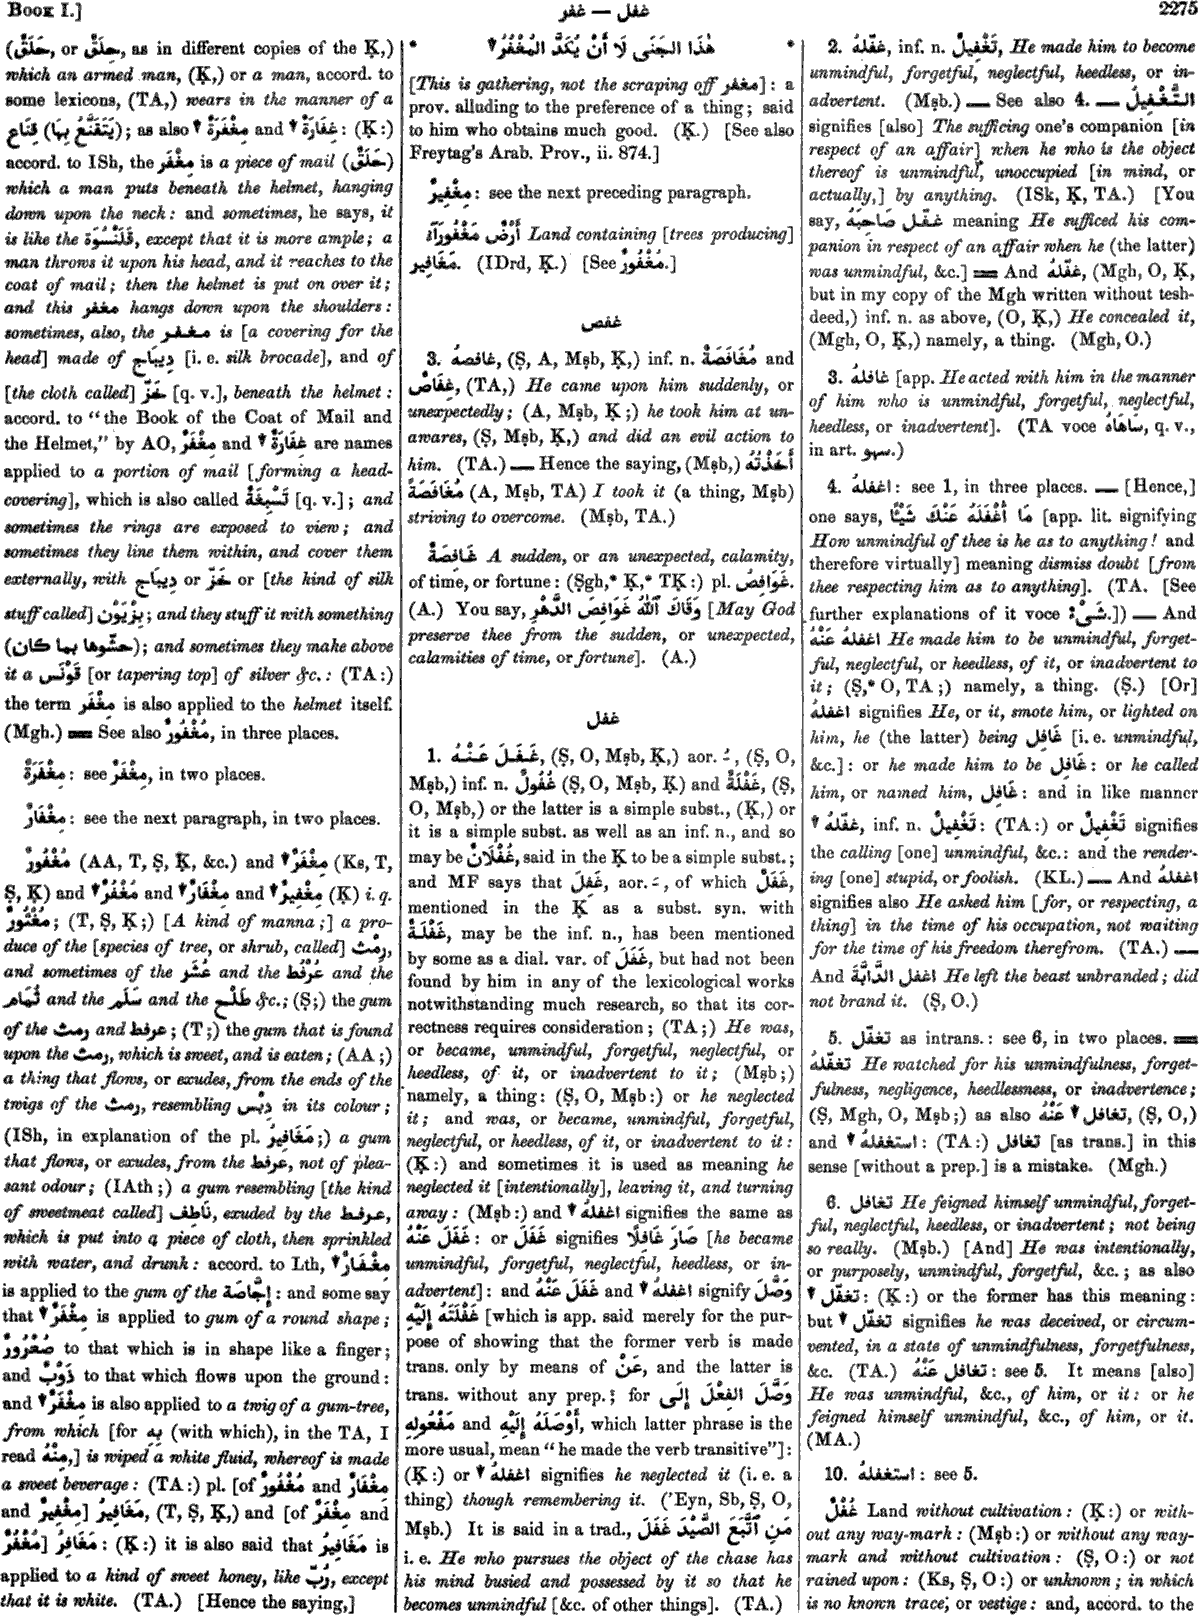 Book I.]
غفر — غفل
2275
(حَلَقٌ, or حِلَقٌ, as in different copies of the Ḳ,)
which an armed man, (Ḳ,) or a man, accord. to
some lexicons, (TA,) wears in the manner of a
قِنَاع (يَتَقَنَّعُ بِهَا); as also ▼ مِغْفَرَةٌ and ▼ غِفَارَةٌ: (Ḳ:)
accord. to ISh, the مِغْفَر is a piece of mail (حَلَقٌ)
which a man puts beneath the helmet, hanging
down upon the neck: and sometimes, he says, it
is like the قَلَنْسُوَة, except that it is more ample; a
man throws it upon his head, and it reaches to the
coat of mail; then the helmet is put on over it;
and this مغفر hangs down upon the shoulders:
sometimes, also, the مغفر is [a covering for the
head] made of دِيبَاج [i. e. silk brocade], and of
[the cloth called] خَزّ [q. v.], beneath the helmet:
accord. to “the Book of the Coat of Mail and
the Helmet,” by AO, مِغْفَرٌ and ▼ غِفَارَةٌ are names
applied to a portion of mail [forming a head-
covering], which is also called تَسْبِغَةٌ [q. v.]; and
sometimes the rings are exposed to view; and
sometimes they line them within, and cover them
externally, with دِيبَاج or خَزّ or [the kind of silk
stuff called] بِزْيَوْن; and they stuff it with something
(حَشَّوْها بما كان); and sometimes they make above
it a قَوْنَس [or tapering top] of silver &c.: (TA:)
the term مِغْفَر is also applied to the helmet itself.
(Mgh.) ＝ See also مُغْفُورٌ, in three places.
مِغْفَرَةٌ: see مِغْفَرٌ, in two places.
مِغْفَارٌ: see the next paragraph, in two places.
مُغْفُورٌ (AA, T, Ṣ, Ḳ, &c.) and ▼ مِغْفَرٌ (Ks, T,
Ṣ, Ḳ) and ▼ مُغْفُرٌ and ▼ مِغْفَارٌ and ▼ مِغْفِيرٌ (Ḳ) i. q.
مُغْثُورٌ; (T, Ṣ, Ḳ;) [A kind of manna;] a pro-
duce of the [species of tree, or shrub, called] رِمْث,
and sometimes of the عُشَر and the عُرْفُط and the
ثُمَام and the سَلَم and the طَلْح &c.; (Ṣ;) the gum
of the رمث and عرفط; (T;) the gum that is found
upon the رمث, which is sweet, and is eaten; (AA;)
a thing that flows, or exudes, from the ends of the
twigs of the رمث, resembling دِبْس in its colour;
(ISh, in explanation of the pl. مَغَافِير;) a gum
that flows, or exudes, from the عرفط, not of plea-
sant odour; (IAth;) a gum resembling [the kind
of sweetmeat called] نَاطِف, exuded by the عرفط,
which is put into a piece of cloth, then sprinkled
with water, and drunk: accord. to Lth, ▼ مِغْفَارٌ
is applied to the gum of the إِجَّاصَة: and some say
that ▼ مِغْفَرٌ is applied to gum of a round shape;
صُعْرُورٌ to that which is in shape like a finger;
and ذَوْبٌ to that which flows upon the ground:
and ▼ مِغْفَرٌ is also applied to a twig of a gum-tree,
from which [for بِهِ (with which), in the TA, I
read مِنْهُ,] is wiped a white fluid, whereof is made
a sweet beverage: (TA:) pl. [of مُغْفُورٌ and مِغْفَارٌ
and مِغْفِيرٌ] مَغَافِيرُ, (T, Ṣ, Ḳ,) and [of مِغْفَرٌ and
مُغْفُرٌ] مَغَافِرُ: (Ḳ:) it is also said that مَغَافِيرُ is
applied to a kind of sweet honey, like رُبّ, except
that it is white. (TA.) [Hence the saying,]
* هٰذَا الجَنَى لَا أَنْ يُكَدَّ المُغْفُرُ ▼ *
[This is gathering, not the scraping off مغفر]: a
prov. alluding to the preference of a thing; said
to him who obtains much good. (Ḳ.) [See also
Freytag's Arab. Prov., ii. 874.]
مِغْفِيرٌ: see the next preceding paragraph.
أَرْضٌ مَغْفُورَآءُ Land containing [trees producing]
مَغَافِير. (IDrd, Ḳ.) [See مُغْفُورٌ.]
غفص
3. غافصهُ, (Ṣ, A, Mṣb, Ḳ,) inf. n. مُغَافَصَةٌ and
غِفَاصٌ, (TA,) He came upon him suddenly, or
unexpectedly; (A, Mṣb, Ḳ;) he took him at un-
awares, (Ṣ, Mṣb, Ḳ,) and did an evil action to
him. (TA.) — Hence the saying, (Mṣb,) أَخَذْتُهُ
مُغَافَصَةً (A, Mṣb, TA) I took it (a thing, Mṣb)
striving to overcome. (Mṣb, TA.)
غَافِصَةٌ A sudden, or an unexpected, calamity,
of time, or fortune: (Ṣgh,* Ḳ,* TḲ:) pl. غَوَافِصُ.
(A.) You say, وَقَاكَ ٱللّٰهُ غَوَافِصَ الدَّهْرِ [May God
preserve thee from the sudden, or unexpected,
calamities of time, or fortune]. (A.)
غفل
1. غَفَلَ عَنْهُ, (Ṣ, O, Mṣb, Ḳ,) aor. ـُ, (Ṣ, O,
Mṣb,) inf. n. غُفُولٌ (Ṣ, O, Mṣb, Ḳ) and غَفْلَةٌ, (Ṣ,
O, Mṣb,) or the latter is a simple subst., (Ḳ,) or
it is a simple subst. as well as an inf. n., and so
may be غُفْلَانٌ, said in the Ḳ to be a simple subst.;
and MF says that غَفِلَ, aor. ـَ, of which غَفَلٌ,
mentioned in the Ḳ as a subst. syn. with
غَفْلَةٌ, may be the inf. n., has been mentioned
by some as a dial. var. of غَفَلَ, but had not been
found by him in any of the lexicological works
notwithstanding much research, so that its cor-
rectness requires consideration; (TA;) He was,
or became, unmindful, forgetful, neglectful, or
heedless, of it, or inadvertent to it; (Mṣb;)
namely, a thing: (Ṣ, O, Mṣb:) or he neglected
it; and was, or became, unmindful, forgetful,
neglectful, or heedless, of it, or inadvertent to it:
(Ḳ:) and sometimes it is used as meaning he
neglected it [intentionally], leaving it, and turning
away: (Mṣb:) and ▼ اغفلهُ signifies the same as
غَفَلَ عَنْهُ: or غَفَلَ signifies صَارَ غَافِلًا [he became
unmindful, forgetful, neglectful, heedless, or in-
advertent]: and غَفَلَ عَنْهُ and ▼ اغفلهُ signify وَصَّلَ
غَفْلَتَهُ إِلَيْهِ [which is app. said merely for the pur-
pose of showing that the former verb is made
trans. only by means of عَنْ, and the latter is
trans. without any prep.; for وَصَّلَ الفِعْلَ إِلَى
مَفْعُولِهِ and أَوْصَلَهُ إِلَيْهِ, which latter phrase is the
more usual, mean “he made the verb transitive”]:
(Ḳ:) or ▼ اغفلهُ signifies he neglected it (i. e. a
thing) though remembering it. (’Eyn, Sb, Ṣ, O,
Mṣb.) It is said in a trad., مَنِ ٱتَّبَعَ الصَّيْدَ غَفَلَ
i. e. He who pursues the object of the chase has
his mind busied and possessed by it so that he
becomes unmindful [&c. of other things]. (TA.)
2. غفّلهُ, inf. n. تَغْفِيلٌ, He made him to become
unmindful, forgetful, neglectful, heedless, or in-
advertent. (Mṣb.) — See also 4. — التَّغْفِيلُ
signifies [also] The sufficing one's companion [in
respect of an affair] when he who is the object
thereof is unmindful, unoccupied [in mind, or
actually,] by anything. (ISk, Ḳ, TA.) [You
say, غفّل صَاحِبَهُ meaning He sufficed his com-
panion in respect of an affair when he (the latter)
was unmindful, &c.] ＝ And غفّلهُ, (Mgh, O, Ḳ,
but in my copy of the Mgh written without tesh-
deed,) inf. n. as above, (O, Ḳ,) He concealed it,
(Mgh, O, Ḳ,) namely, a thing. (Mgh, O.)
3. غافلهُ [app. He acted with him in the manner
of him who is unmindful, forgetful, neglectful,
heedless, or inadvertent]. (TA voce سَاهَاهُ, q. v.,
in art. سهو.)
4. اغفلهُ: see 1, in three places. — [Hence,]
one says, مَا أَغْفَلَهُ عَنْكَ شَيْئًا [app. lit. signifying
How unmindful of thee is he as to anything! and
therefore virtually] meaning dismiss doubt [from
thee respecting him as to anything]. (TA. [See
further explanations of it voce شَىْءٌ.]) — And
اغفلهُ عَنْهُ He made him to be unmindful, forget-
ful, neglectful, or heedless, of it, or inadvertent to
it; (Ṣ,* O, TA;) namely, a thing. (Ṣ.) [Or]
اغفلهُ signifies He, or it, smote him, or lighted on
him, he (the latter) being غَافِل [i. e. unmindful,
&c.]: or he made him to be غَافِل: or he called
him, or named him, غَافِل: and in like manner
▼ غفّلهُ, inf. n. تَغْفِيلٌ: (TA:) or تَغْفِيلٌ signifies
the calling [one] unmindful, &c.: and the render-
ing [one] stupid, or foolish. (KL.) — And اغفلهُ
signifies also He asked him [for, or respecting, a
thing] in the time of his occupation, not waiting
for the time of his freedom therefrom. (TA.) —
And اغفل الدَّابَّةَ He left the beast unbranded; did
not brand it. (Ṣ, O.)
5. تغفّل as intrans.: see 6, in two places. ＝
تغفّلهُ He watched for his unmindfulness, forget-
fulness, negligence, heedlessness, or inadvertence;
(Ṣ, Mgh, O, Mṣb;) as also ▼ تغافل عَنْهُ, (Ṣ, O,)
and ▼ استغفلهُ: (TA:) تغافل [as trans.] in this
sense [without a prep.] is a mistake. (Mgh.)
6. تغافل He feigned himself unmindful, forget-
ful, neglectful, heedless, or inadvertent; not being
so really. (Mṣb.) [And] He was intentionally,
or purposely, unmindful, forgetful, &c.; as also
▼ تغفّل: (Ḳ:) or the former has this meaning:
but ▼ تغفّل signifies he was deceived, or circum-
vented, in a state of unmindfulness, forgetfulness,
&c. (TA.) تغافل عَنْهُ: see 5. It means [also]
He was unmindful, &c., of him, or it: or he
feigned himself unmindful, &c., of him, or it.
(MA.)
10. استغفلهُ: see 5.
غُفْلٌ Land without cultivation: (Ḳ:) or with-
out any way-mark: (Mṣb:) or without any way-
mark and without cultivation: (Ṣ, O:) or not
rained upon: (Ks, Ṣ, O:) or unknown; in which
is no known trace, or vestige: and, accord. to the